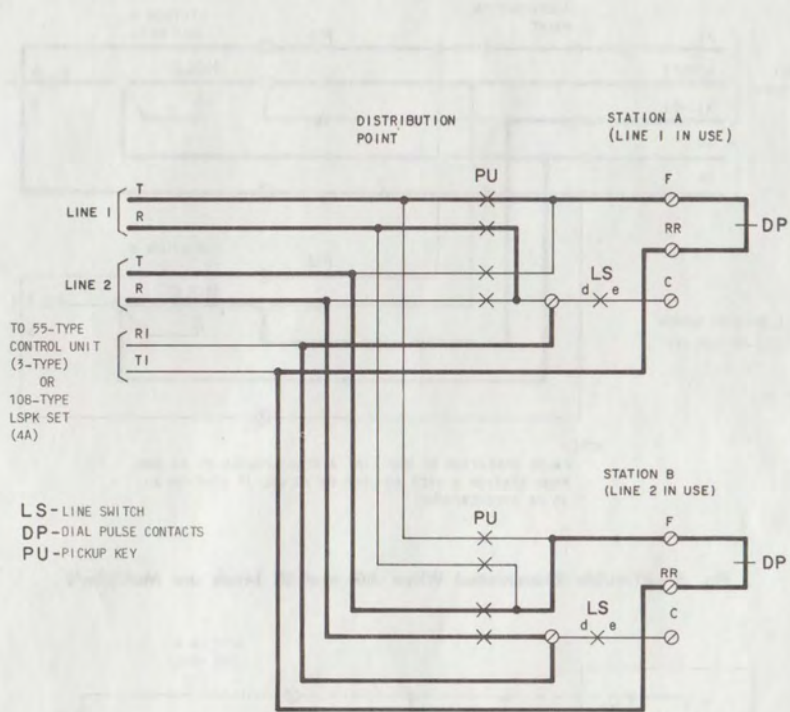 DISTRIBUTION
POINT
STATION A
(LINE 1 IN USE)
PU
F
T
LINE 1
R
RR
DP
T
LINE 2
R
LS
d e
C
TO 55-TYPE
CONTROL UNIT
(3-TYPE)
OR
108-TYPE
LSPK SET
(4A)
R1
T1
STATION B
(LINE 2 IN USE)
LS-LINE SWITCH
DP-DIAL PULSE CONTACTS
PU-PICKUP KEY
PU
F
DP
RR
LS
d e
C